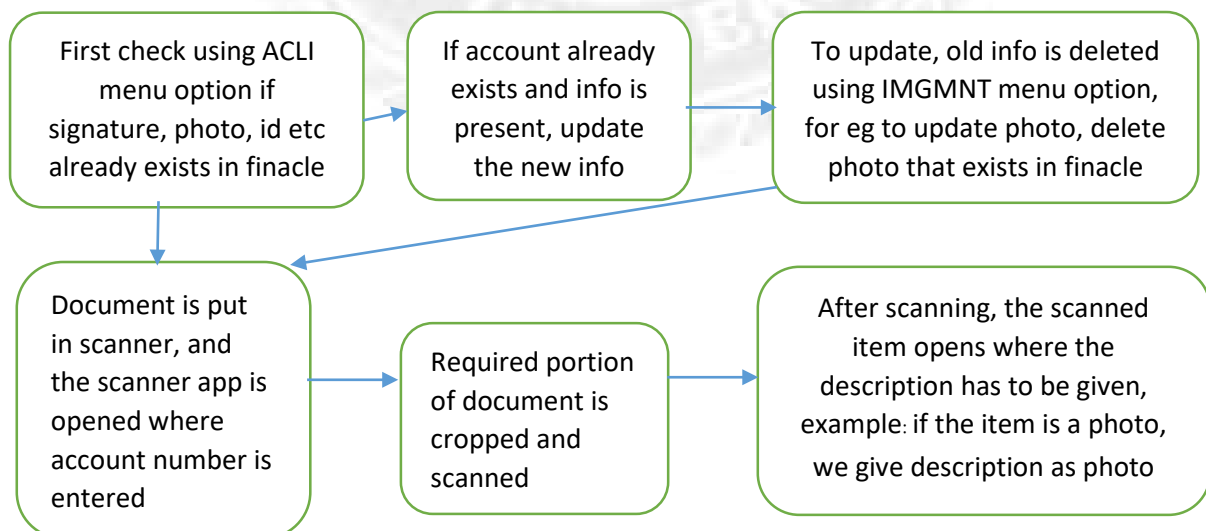 First check using ACLI
menu option if
signature, photo, id etc
already exists in finacle
If account already
exists and info is
present, update
the new info
To update, old info is deleted
using IMGMNT menu option,
for eg to update photo, delete
photo that exists in finacle
Document is put
in scanner, and
the scanner app is
opened where
account number is
entered
Required portion
of document is
cropped and
scanned
After scanning, the scanned
item opens where the
description has to be given,
example: if the item is a photo,
we give description as photo